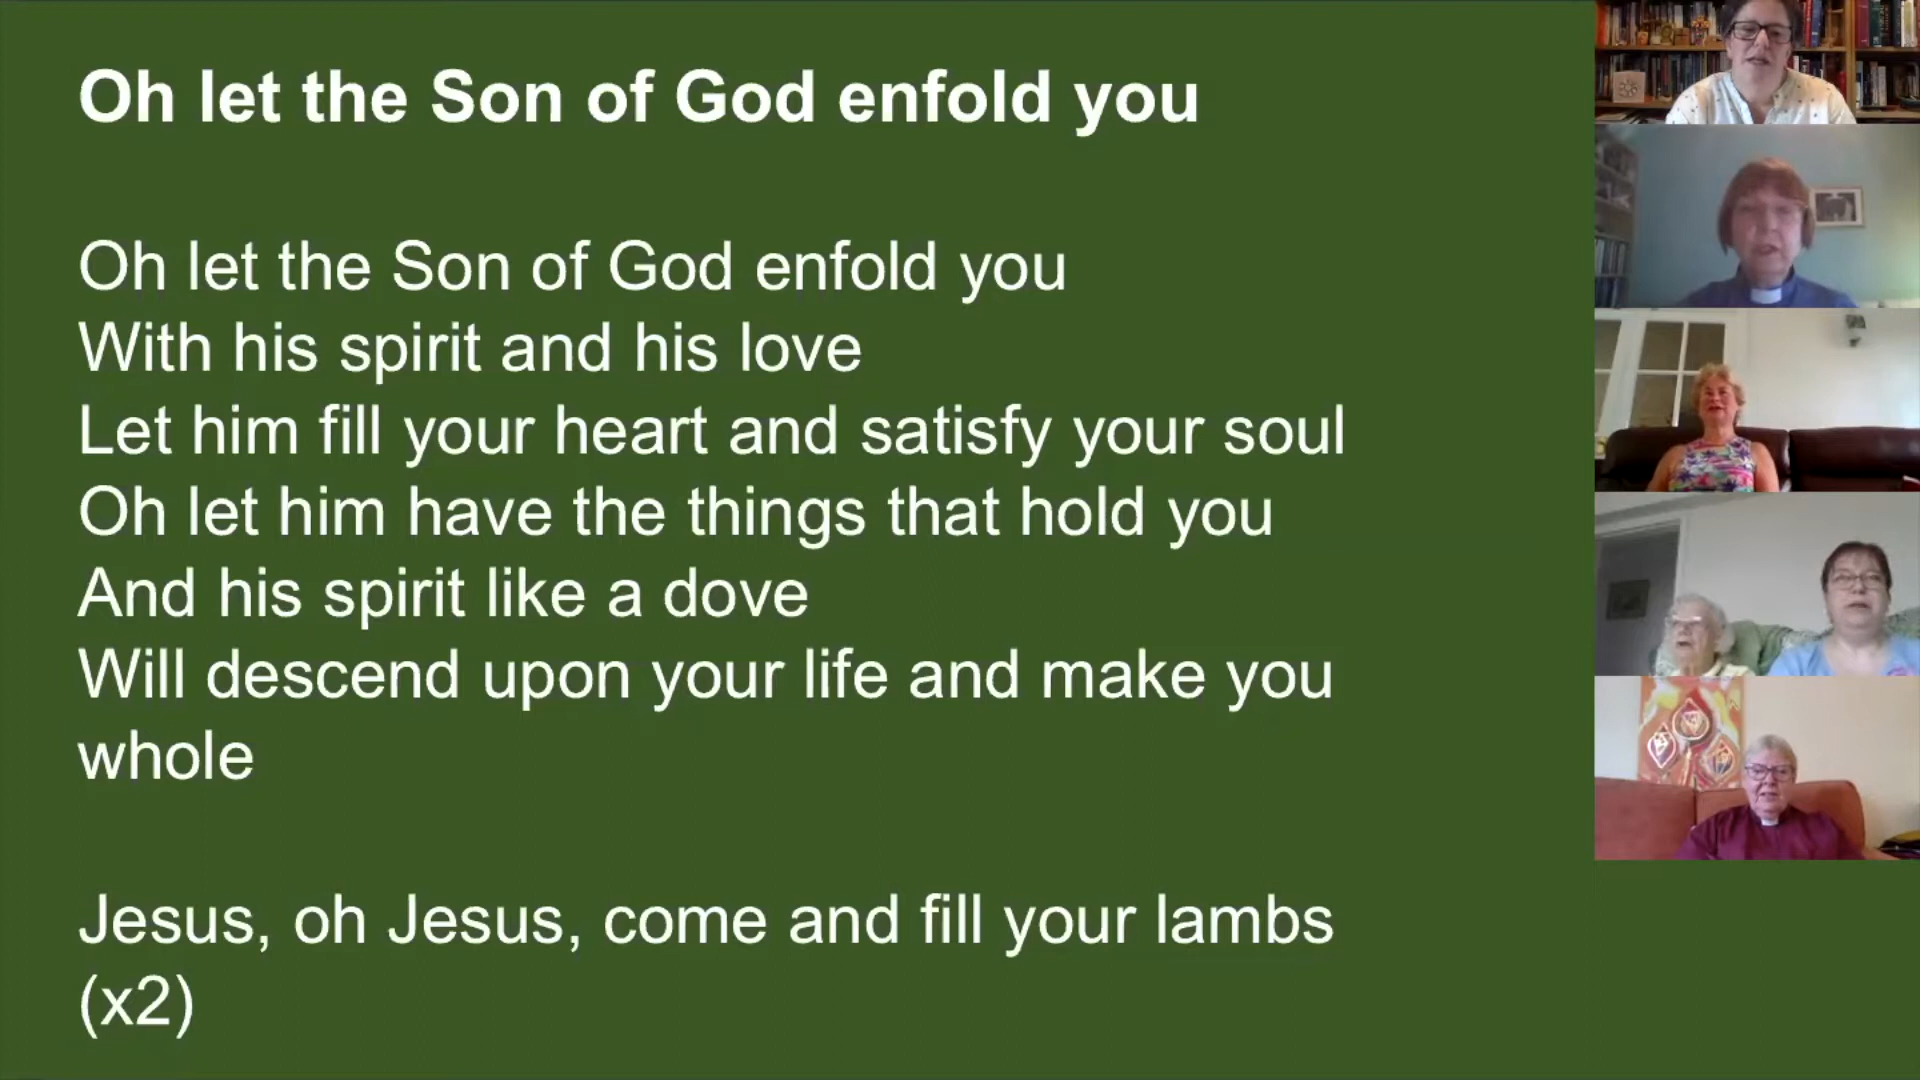 Oh let the Son of God enfold you
Oh let the Son of God enfold you
With his spirit and his love
Let him fill your heart and satisfy your soul
Oh let him have the things that hold you
And his spirit like a dove
Will descend upon your life and make you
whole
Jesus, oh Jesus, come and fill your lambs
(x2)